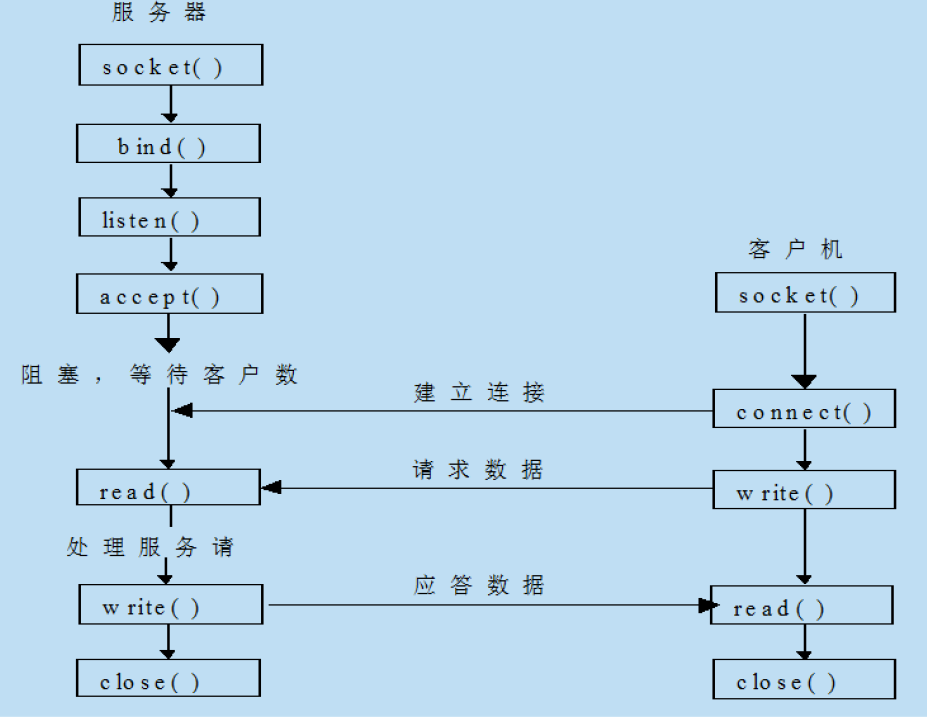 服务器
socket()
bind()
listen()
accept()
阻塞，等待客户数
read()
处理服务请
write()
close()
建立连接
请求数据
应答数据
客户机
socket()
connect()
write()
read()
close()